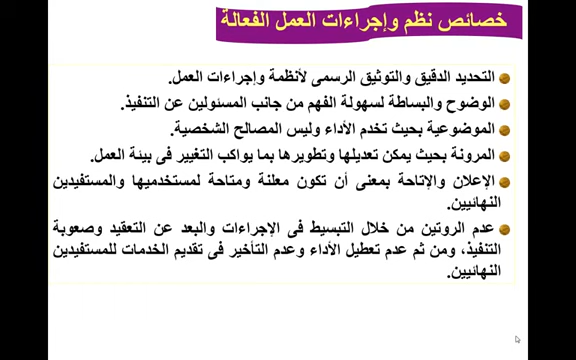 خصائص نظم وإجراءات العمل الفعالة
التحديد الدقيق والتوثيق الرسمى لأنظمة وإجراءات العمل.
الوضوح والبساطة لسهولة الفهم من جانب المسئولين عن التنفيذ.
الموضوعية بحيث تخدم الأداء وليس المصالح الشخصية.
المرونة بحيث يمكن تعديلها وتطويرها بما يواكب التغيير فى بيئة العمل.
الإعلان والإتاحة بمعنى أن تكون معلنة ومتاحة لمستخدميها والمستفيدين
النهائيين.
عدم الروتين من خلال التبسيط فى الإجراءات والبعد عن التعقيد وصعوبة
التنفيذ، ومن ثم عدم تعطيل الأداء وعدم التأخير فى تقديم الخدمات للمستفيدين
النهائيين.